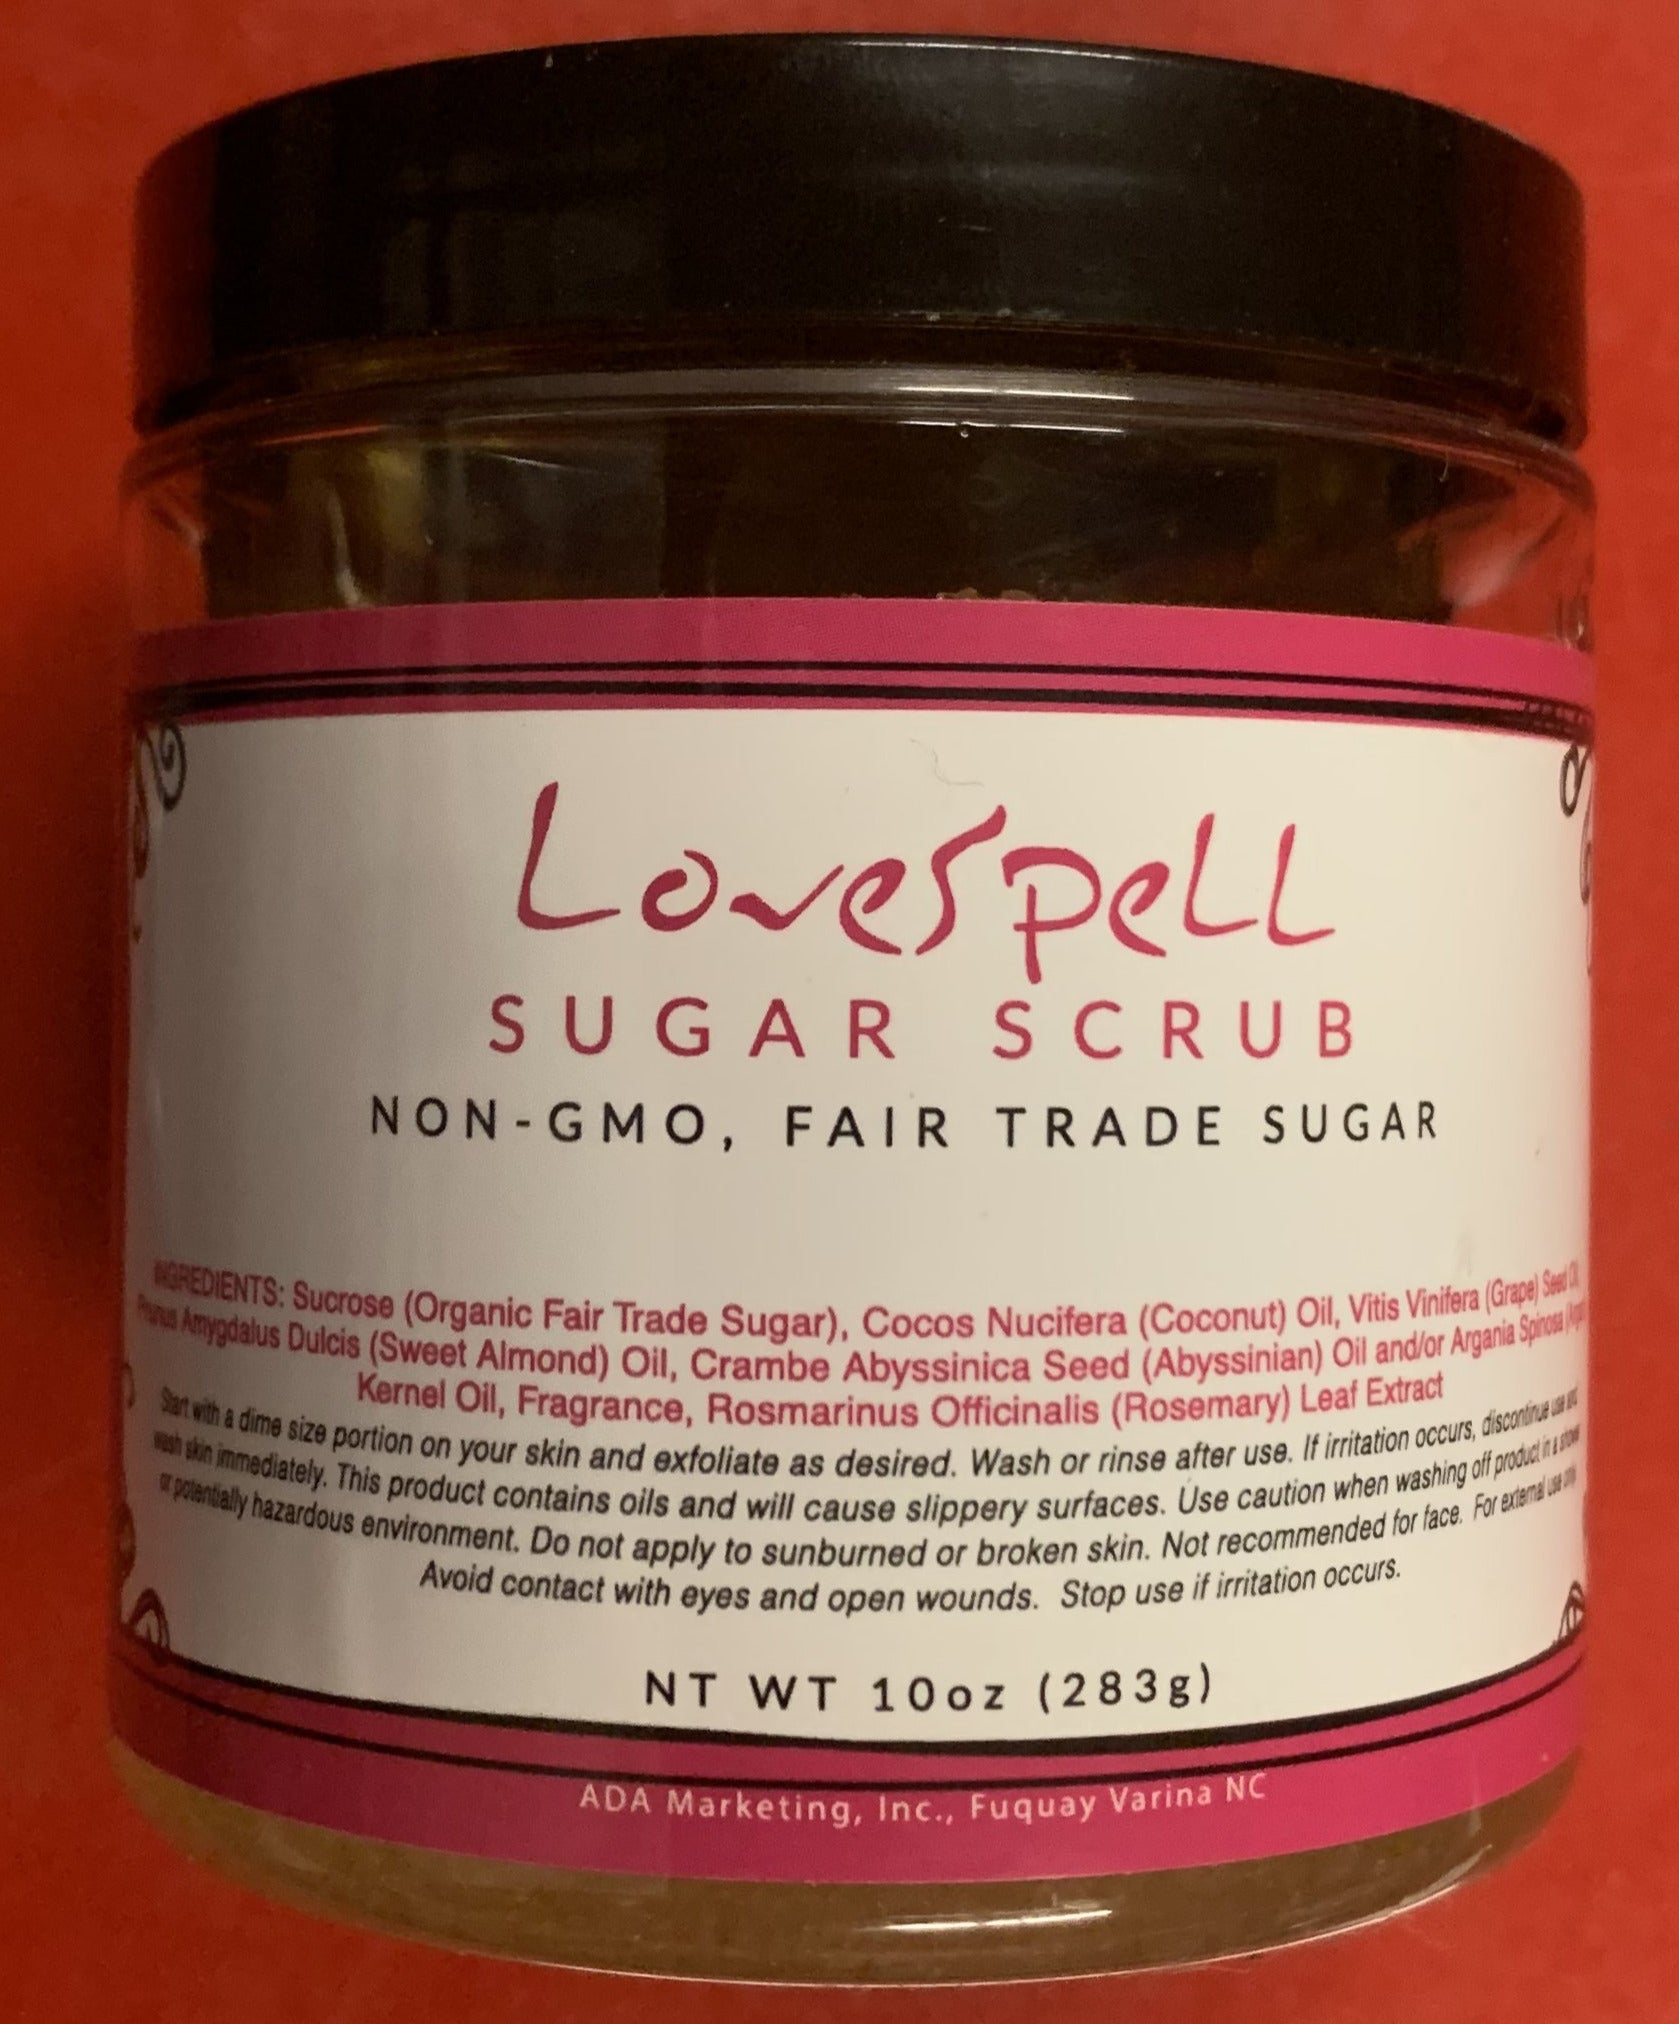 LoveSpell
SUGAR SCRUB
NON-GMO, FAIR TRADE SUGAR
INGREDIENTS: Sucrose (Organic Fair Trade Sugar), Cocos Nucifera (Coconut) Oil, Vitis Vinifera (Grape) Seed Oil,
Prunus Amygdalus Dulcis (Sweet Almond) Oil, Crambe Abyssinica Seed (Abyssinian) Oil and/or Argania Spinosa (Argan)
Kernel Oil, Fragrance, Rosmarinus Officinalis (Rosemary) Leaf Extract
Start with a dime size portion on your skin and exfoliate as desired. Wash or rinse after use. If irritation occurs, discontinue use and
wash skin immediately. This product contains oils and will cause slippery surfaces. Use caution when washing off product in a shower
or potentially hazardous environment. Do not apply to sunburned or broken skin. Not recommended for face. For external use only.
Avoid contact with eyes and open wounds. Stop use if irritation occurs.
NT WT 10oz (283g)
ADA Marketing, Inc., Fuquay Varina NC